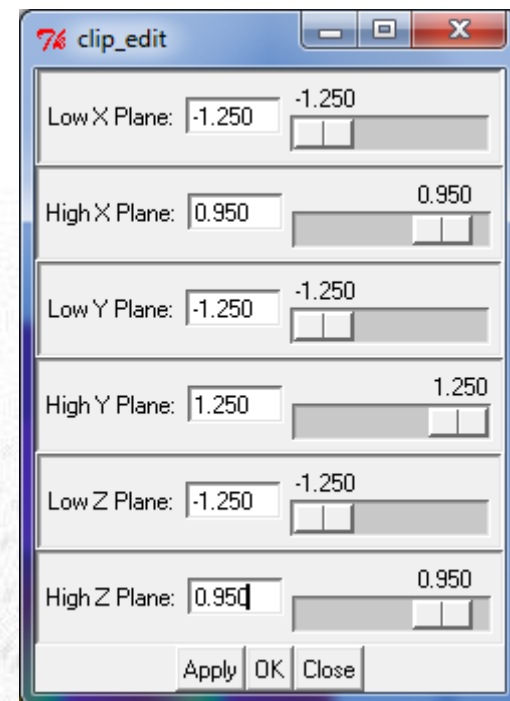 clip_edit
-1.250
Low X Plane: -1.250
0.950
High X Plane: 0.950
-1.250
Low Y Plane: -1.250
1.250
High Y Plane: 1.250
-1.250
Low Z Plane: -1.250
0.950
High Z Plane: 0.950
Apply OK Close